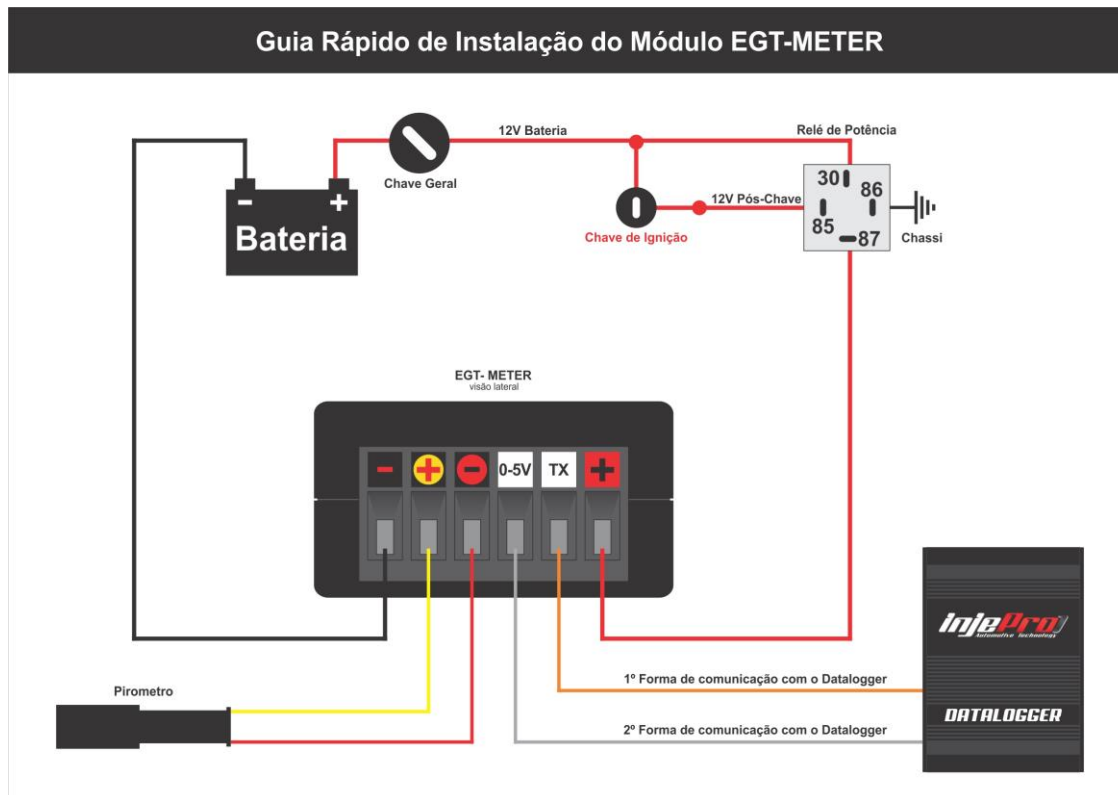 Guia Rápido de Instalação do Módulo EGT-METER
12V Bateria
Relé de Potência
Chave Geral
30
86
85
87
12V Pós-Chave
Chave de Ignição
Chassi
- +
Bateria
EGT- METER
visão lateral
- + - 0-5V TX +
injePro
Automotive Technology
1º Forma de comunicação com o Datalogger
Pirometro
DATALOGGER
2º Forma de comunicação com o Datalogger